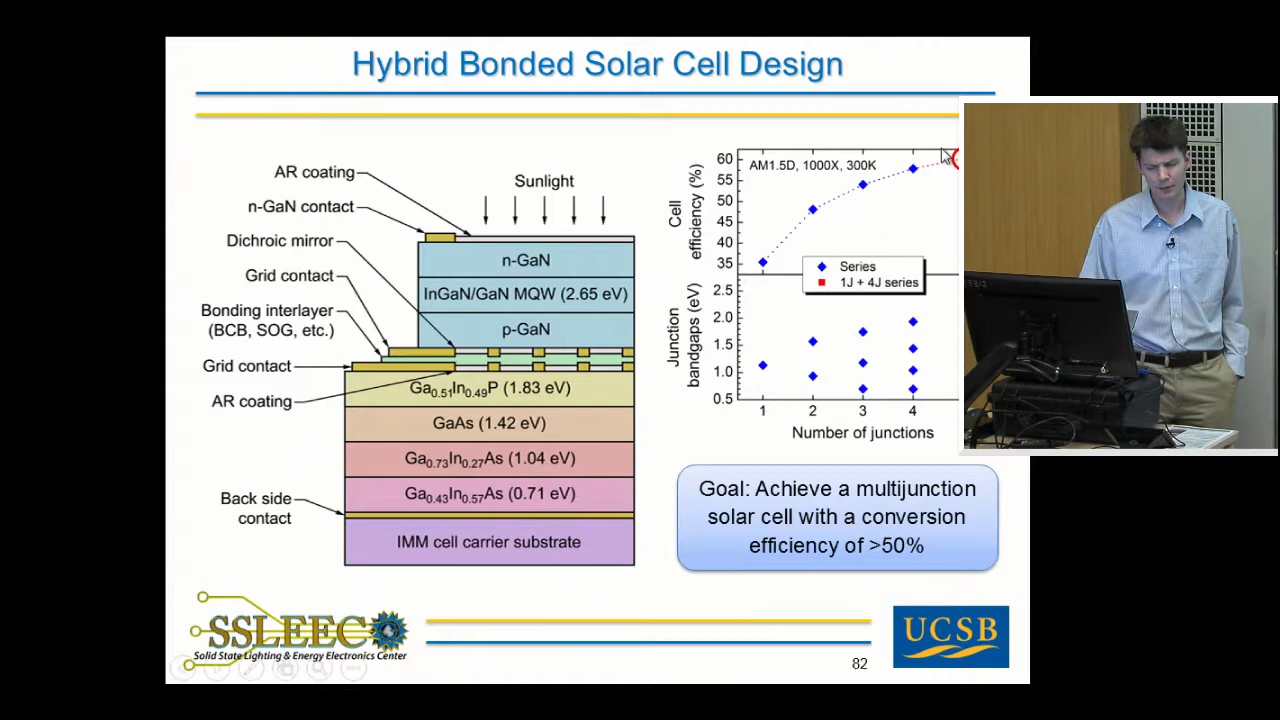 Hybrid Bonded Solar Cell Design
AR coating
n-GaN contact
Dichroic mirror
Grid contact
Bonding interlayer
(BCB, SOG, etc.)
Grid contact
AR coating
Back side
contact
Sunlight
n-GaN
InGaN/GaN MQW (2.65 eV)
p-GaN
Ga0.51In0.49P (1.83 eV)
GaAs (1.42 eV)
Ga0.73In0.27As (1.04 eV)
Ga0.43In0.57As (0.71 eV)
IMM cell carrier substrate
Cell
efficiency (%)
60
55
50
45
40
35
AM1.5D, 1000X, 300K
Series
1J + 4J series
Junction
bandgaps (eV)
2.5
2.0
1.5
1.0
0.5
1 2 3 4
Number of junctions
Goal: Achieve a multijunction
solar cell with a conversion
efficiency of >50%
SSLEEC
Solid State Lighting & Energy Electronics Center
UCSB
82